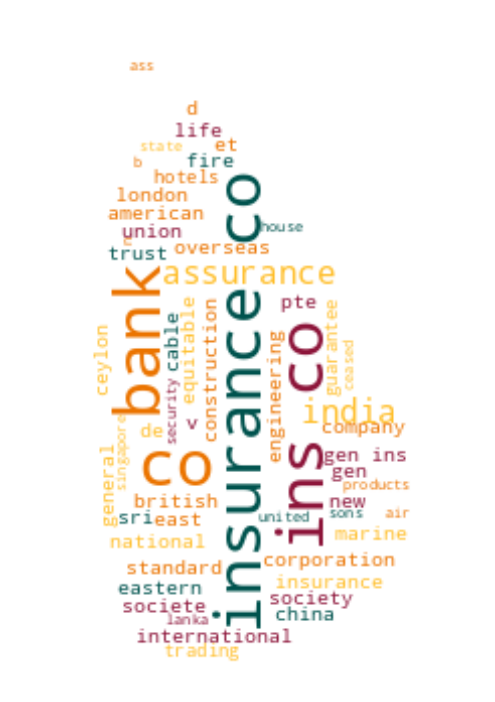 ass
d
life
state
et
b
fire
hotels
london
american
union
house
r
trust
overseas
assurance
insurance co
bank
pte
ins co
ceylon
cable
equitable
construction
engineering
guarantee
ceased
security
v
india
company
de
singapore
general
co
gen ins
gen
products
british
new
sri
east
united
sons
air
national
marine
standard
corporation
eastern
insurance
societe
society
lanka
china
international
trading